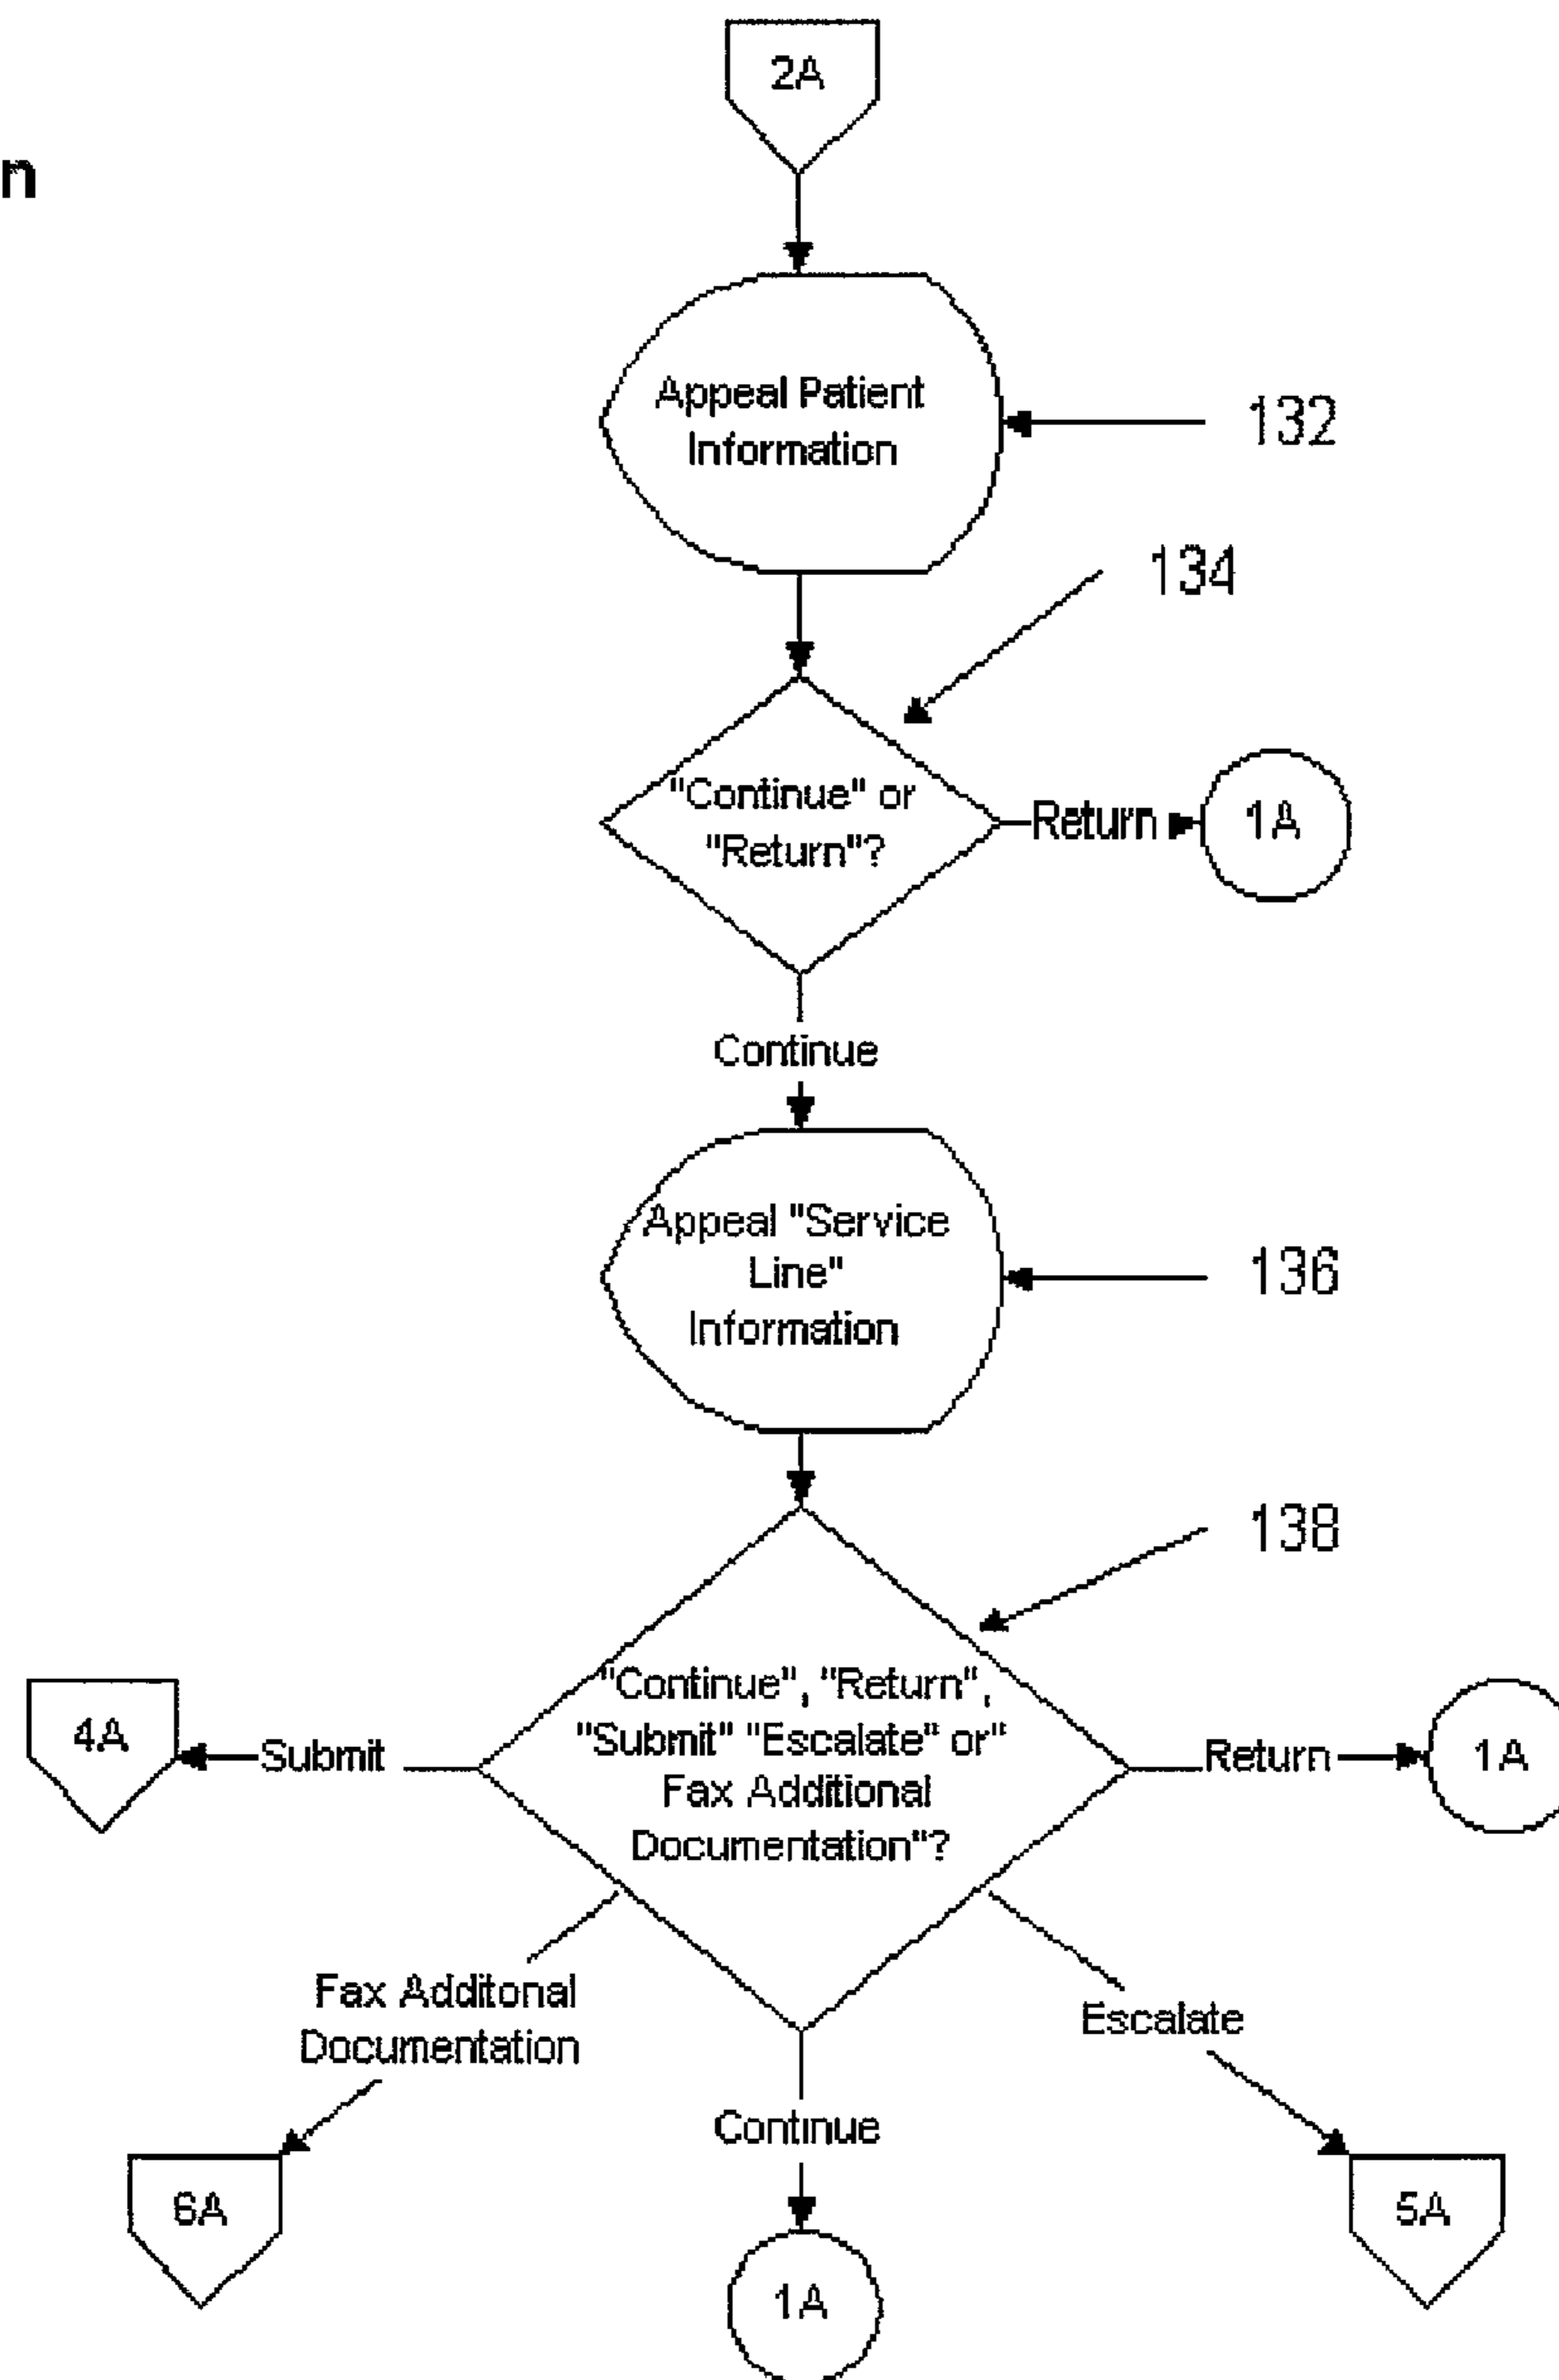 2A
n
Appeal Patient
Information
132
134
"Continue" or
"Return"?
Return
1A
Continue
Appeal "Service
Line"
Information
136
138
"Continue", "Return",
"Submit" "Escalate" or"
Fax Additional
Documentation"?
4A
Submit
Return
1A
Fax Additonal
Documentation
Escalate
Continue
6A
5A
1A